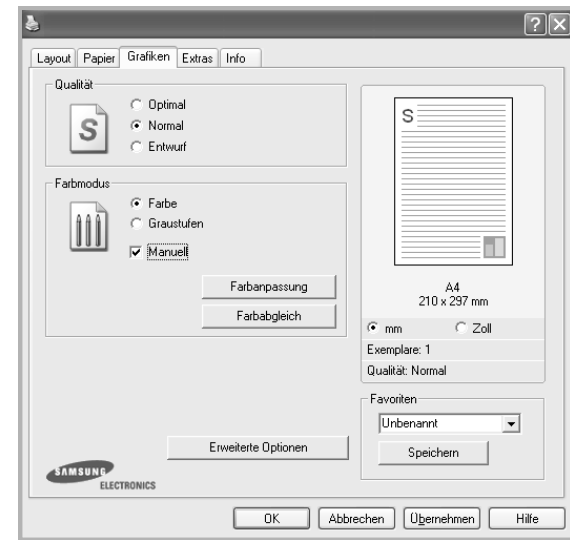 Layout Papier Grafiken Extras Info
Qualität
S
Optimal
Normal
Entwurf
Farbmodus
Farbe
Graustufen
Manuell
Farbanpassung
Farbabgleich
Erweiterte Optionen
SAMSUNG
ELECTRONICS
S
A4
210 x 297 mm
mm Zoll
Exemplare: 1
Qualität: Normal
Favoriten
Unbenannt
Speichern
OK Abbrechen Übernehmen Hilfe